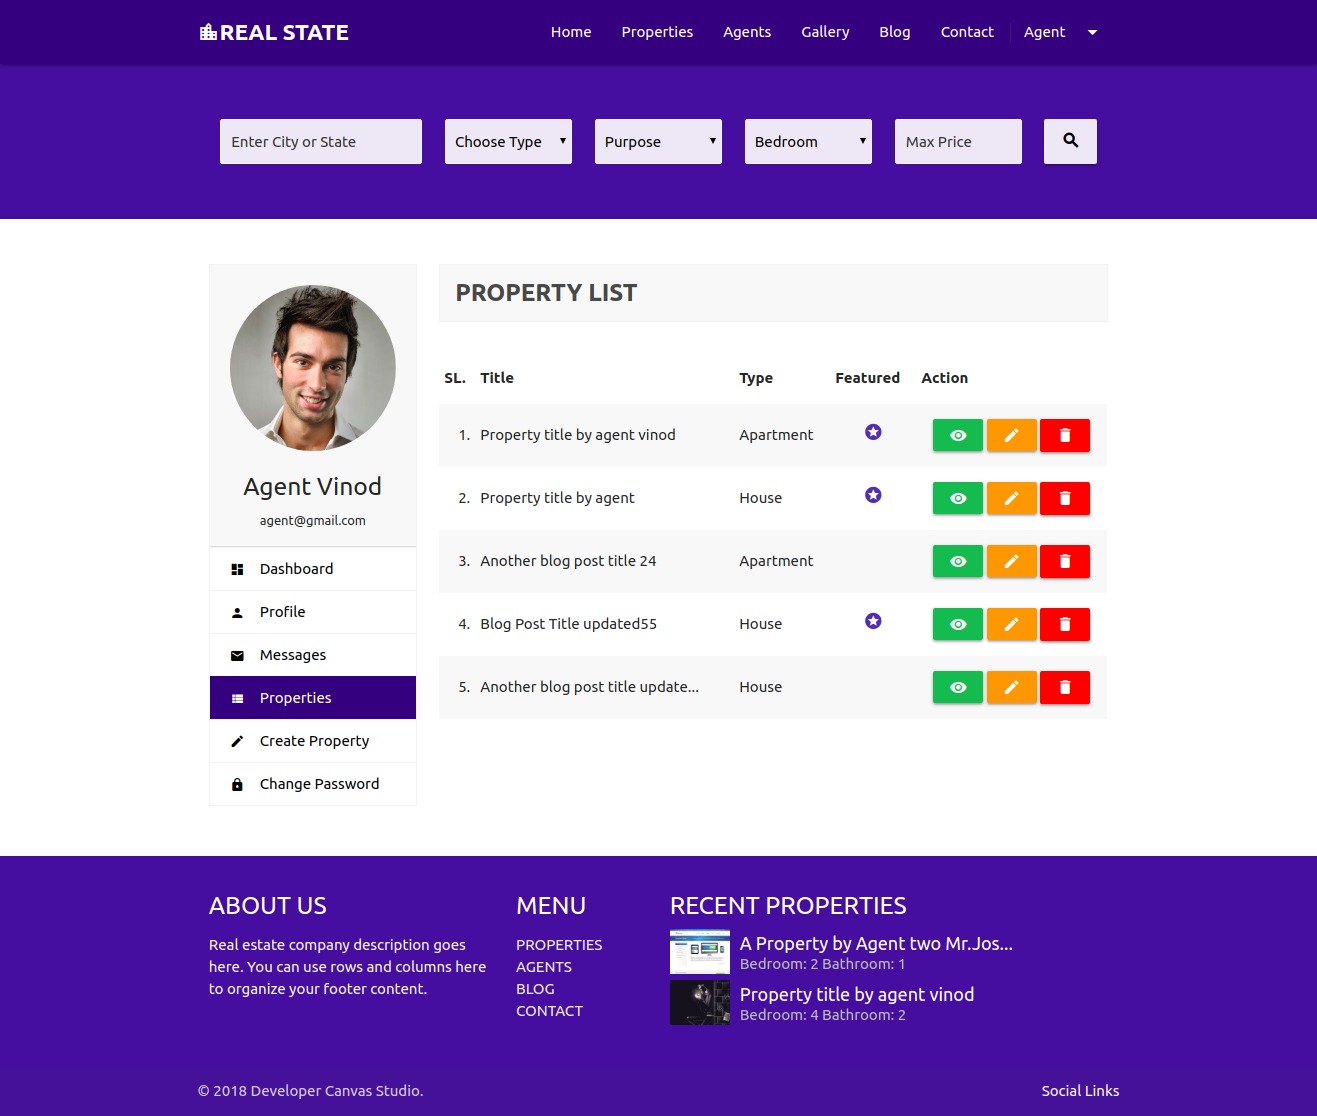 REAL STATE
Home Properties Agents Gallery Blog Contact Agent
Enter City or State Choose Type Purpose Bedroom Max Price
Agent Vinod
agent@gmail.com
Dashboard
Profile
Messages
Properties
Create Property
Change Password
PROPERTY LIST
SL. Title Type Featured Action
1. Property title by agent vinod Apartment
2. Property title by agent House
3. Another blog post title 24 Apartment
4. Blog Post Title updated55 House
5. Another blog post title update... House
ABOUT US
Real estate company description goes
here. You can use rows and columns here
to organize your footer content.
MENU
PROPERTIES
AGENTS
BLOG
CONTACT
RECENT PROPERTIES
A Property by Agent two Mr.Jos...
Bedroom: 2 Bathroom: 1
Property title by agent vinod
Bedroom: 4 Bathroom: 2
© 2018 Developer Canvas Studio.
Social Links